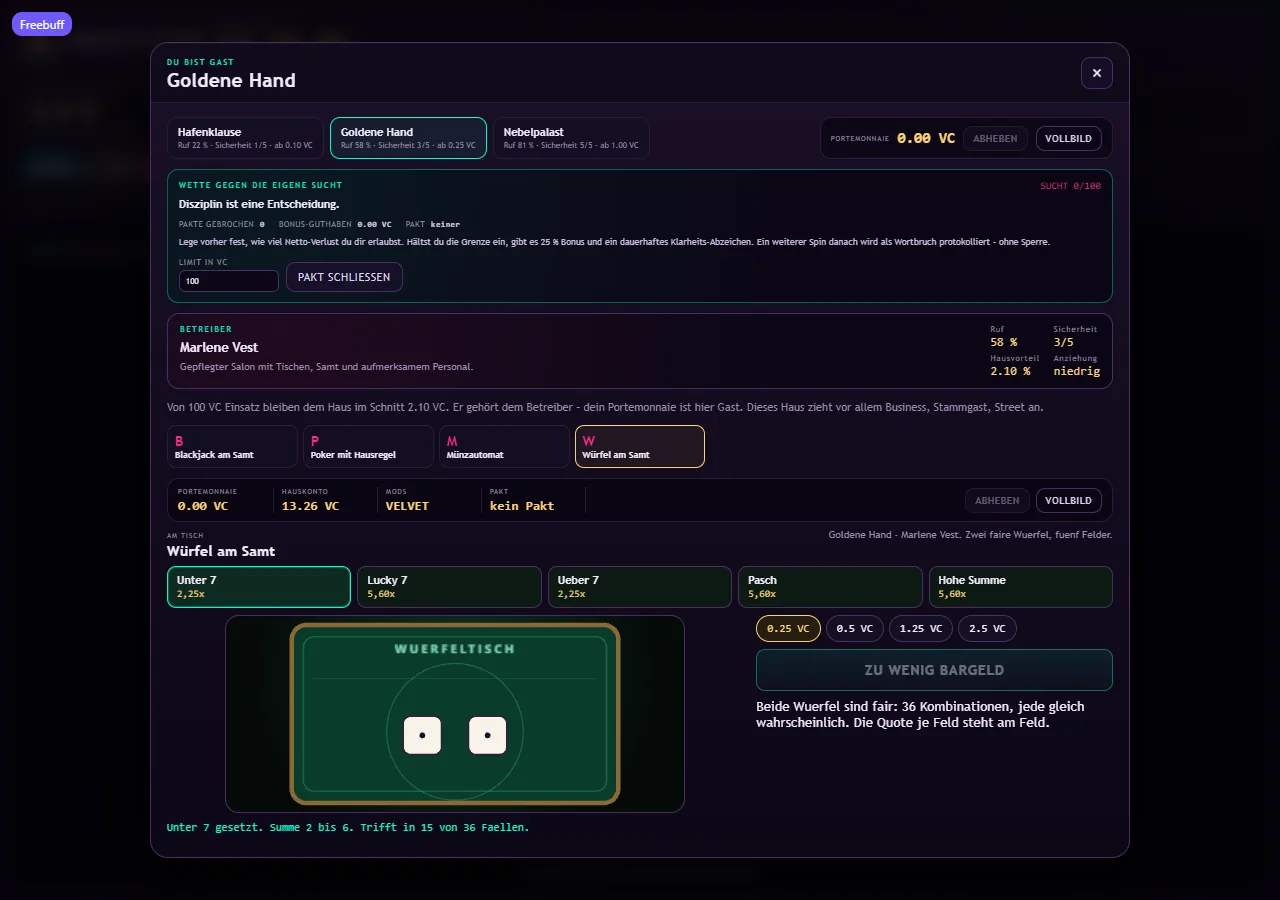 Freebuff
DU BIST GAST
Goldene Hand
×
Hafenklause
Ruf 22 % · Sicherheit 1/5 · ab 0.10 VC
Goldene Hand
Ruf 58 % · Sicherheit 3/5 · ab 0.25 VC
Nebelpalast
Ruf 81 % · Sicherheit 5/5 · ab 1.00 VC
PORTEMONNAIE 0.00 VC ABHEBEN VOLLBILD
WETTE GEGEN DIE EIGENE SUCHT
SUCHT 0/100
Disziplin ist eine Entscheidung.
PAKTE GEBROCHEN 0 BONUS-GUTHABEN 0.00 VC PAKT keiner
Lege vorher fest, wie viel Netto-Verlust du dir erlaubst. Hältst du die Grenze ein, gibt es 25 % Bonus und ein dauerhaftes Klarheits-Abzeichen. Ein weiterer Spin danach wird als Wortbruch protokolliert – ohne Sperre.
LIMIT IN VC
100
PAKT SCHLIESSEN
BETREIBER
Marlene Vest
Gepflegter Salon mit Tischen, Samt und aufmerksamem Personal.
Ruf
58 %
Sicherheit
3/5
Hausvorteil
2.10 %
Anziehung
niedrig
Von 100 VC Einsatz bleiben dem Haus im Schnitt 2.10 VC. Er gehört dem Betreiber – dein Portemonnaie ist hier Gast. Dieses Haus zieht vor allem Business, Stammgast, Street an.
B
Blackjack am Samt
P
Poker mit Hausregel
M
Münzautomat
W
Würfel am Samt
PORTEMONNAIE
0.00 VC
HAUSKONTO
13.26 VC
MODS
VELVET
PAKT
kein Pakt
ABHEBEN
VOLLBILD
AM TISCH
Würfel am Samt
Goldene Hand · Marlene Vest. Zwei faire Wuerfel, fuenf Felder.
Unter 7
2,25x
Lucky 7
5,60x
Ueber 7
2,25x
Pasch
5,60x
Hohe Summe
5,60x
WUERFELTISCH
0.25 VC
0.5 VC
1.25 VC
2.5 VC
ZU WENIG BARGELD
Beide Wuerfel sind fair: 36 Kombinationen, jede gleich
wahrscheinlich. Die Quote je Feld steht am Feld.
Unter 7 gesetzt. Summe 2 bis 6. Trifft in 15 von 36 Faellen.